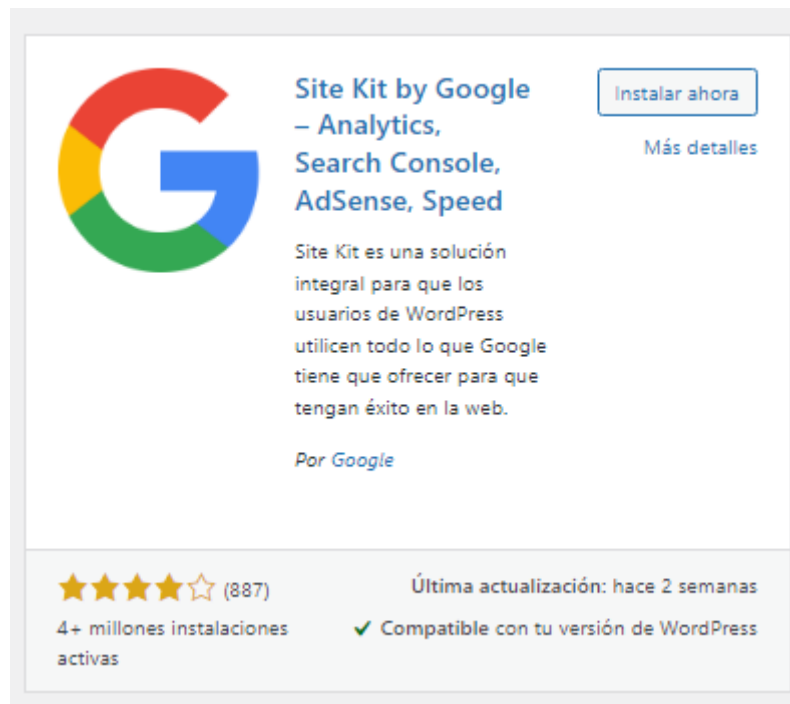 Site Kit by Google
– Analytics,
Search Console,
AdSense, Speed
Instalar ahora
Más detalles
Site Kit es una solución
integral para que los
usuarios de WordPress
utilicen todo lo que Google
tiene que ofrecer para que
tengan éxito en la web.
Por Google
(887)
4+ millones instalaciones
activas
Última actualización: hace 2 semanas
Compatible con tu versión de WordPress